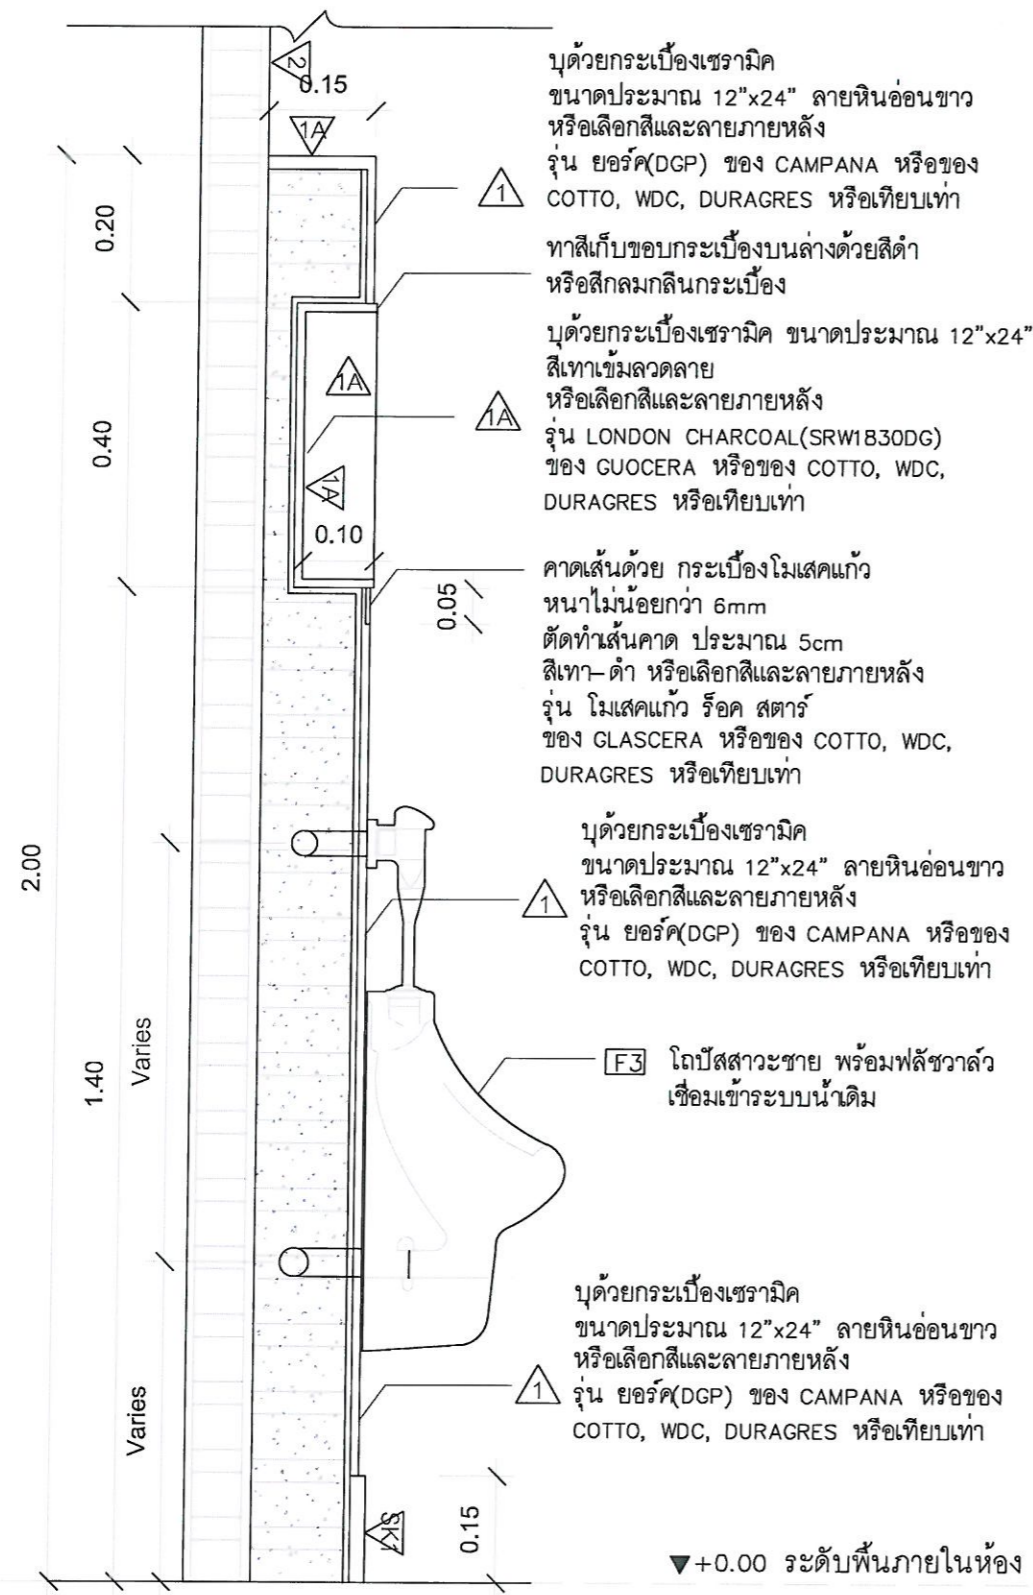 2
0.15
1A
บุด้วยกระเบื้องเซรามิค
ขนาดประมาณ 12"x24" ลายหินอ่อนขาว
หรือเลือกสีและลายภายหลัง
1 รุ่น ยอร์ค(DGP) ของ CAMPANA หรือของ
COTTO, WDC, DURAGRES หรือเทียบเท่า
0.20
ทาสีเก็บขอบกระเบื้องบนล่างด้วยสีดำ
หรือสีกลมกลืนกระเบื้อง
บุด้วยกระเบื้องเซรามิค ขนาดประมาณ 12"x24"
สีเทาเข้มลวดลาย
1A
หรือเลือกสีและลายภายหลัง
1A รุ่น LONDON CHARCOAL(SRW1830DG)
ของ GUOCERA หรือของ COTTO, WDC,
DURAGRES หรือเทียบเท่า
0.40
1A
0.10
คาดเส้นด้วย กระเบื้องโมเสคแก้ว
หนาไม่น้อยกว่า 6mm
0.05
ตัดทำเส้นคาด ประมาณ 5cm
สีเทา-ดำ หรือเลือกสีและลายภายหลัง
รุ่น โมเสคแก้ว ร็อค สตาร์
ของ GLASCERA หรือของ COTTO, WDC,
DURAGRES หรือเทียบเท่า
บุด้วยกระเบื้องเซรามิค
ขนาดประมาณ 12"x24" ลายหินอ่อนขาว
2.00
1 หรือเลือกสีและลายภายหลัง
รุ่น ยอร์ค(DGP) ของ CAMPANA หรือของ
COTTO, WDC, DURAGRES หรือเทียบเท่า
Varies
1.40
F3 โถปัสสาวะชาย พร้อมฟลัชวาล์ว
เชื่อมเข้าระบบน้ำเดิม
บุด้วยกระเบื้องเซรามิค
ขนาดประมาณ 12"x24" ลายหินอ่อนขาว
หรือเลือกสีและลายภายหลัง
1 รุ่น ยอร์ค(DGP) ของ CAMPANA หรือของ
COTTO, WDC, DURAGRES หรือเทียบเท่า
Varies
SK1
0.15
▼+0.00 ระดับพื้นภายในห้อง